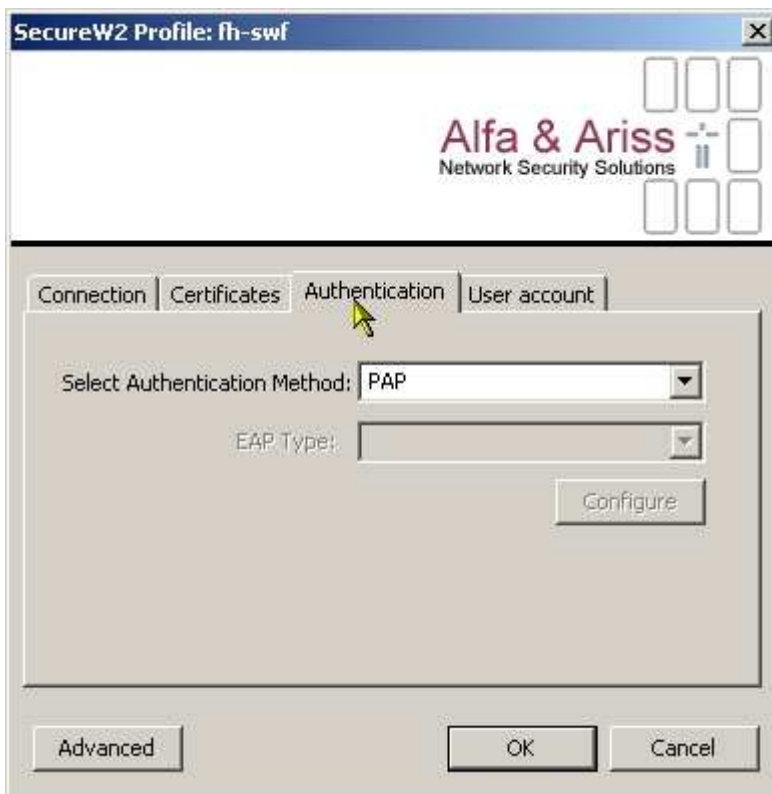 SecureW2 Profile: fh-swf
Alfa & Ariss
Network Security Solutions
Connection Certificates Authentication User account
Select Authentication Method: PAP
EAP Type:
Configure
Advanced OK Cancel